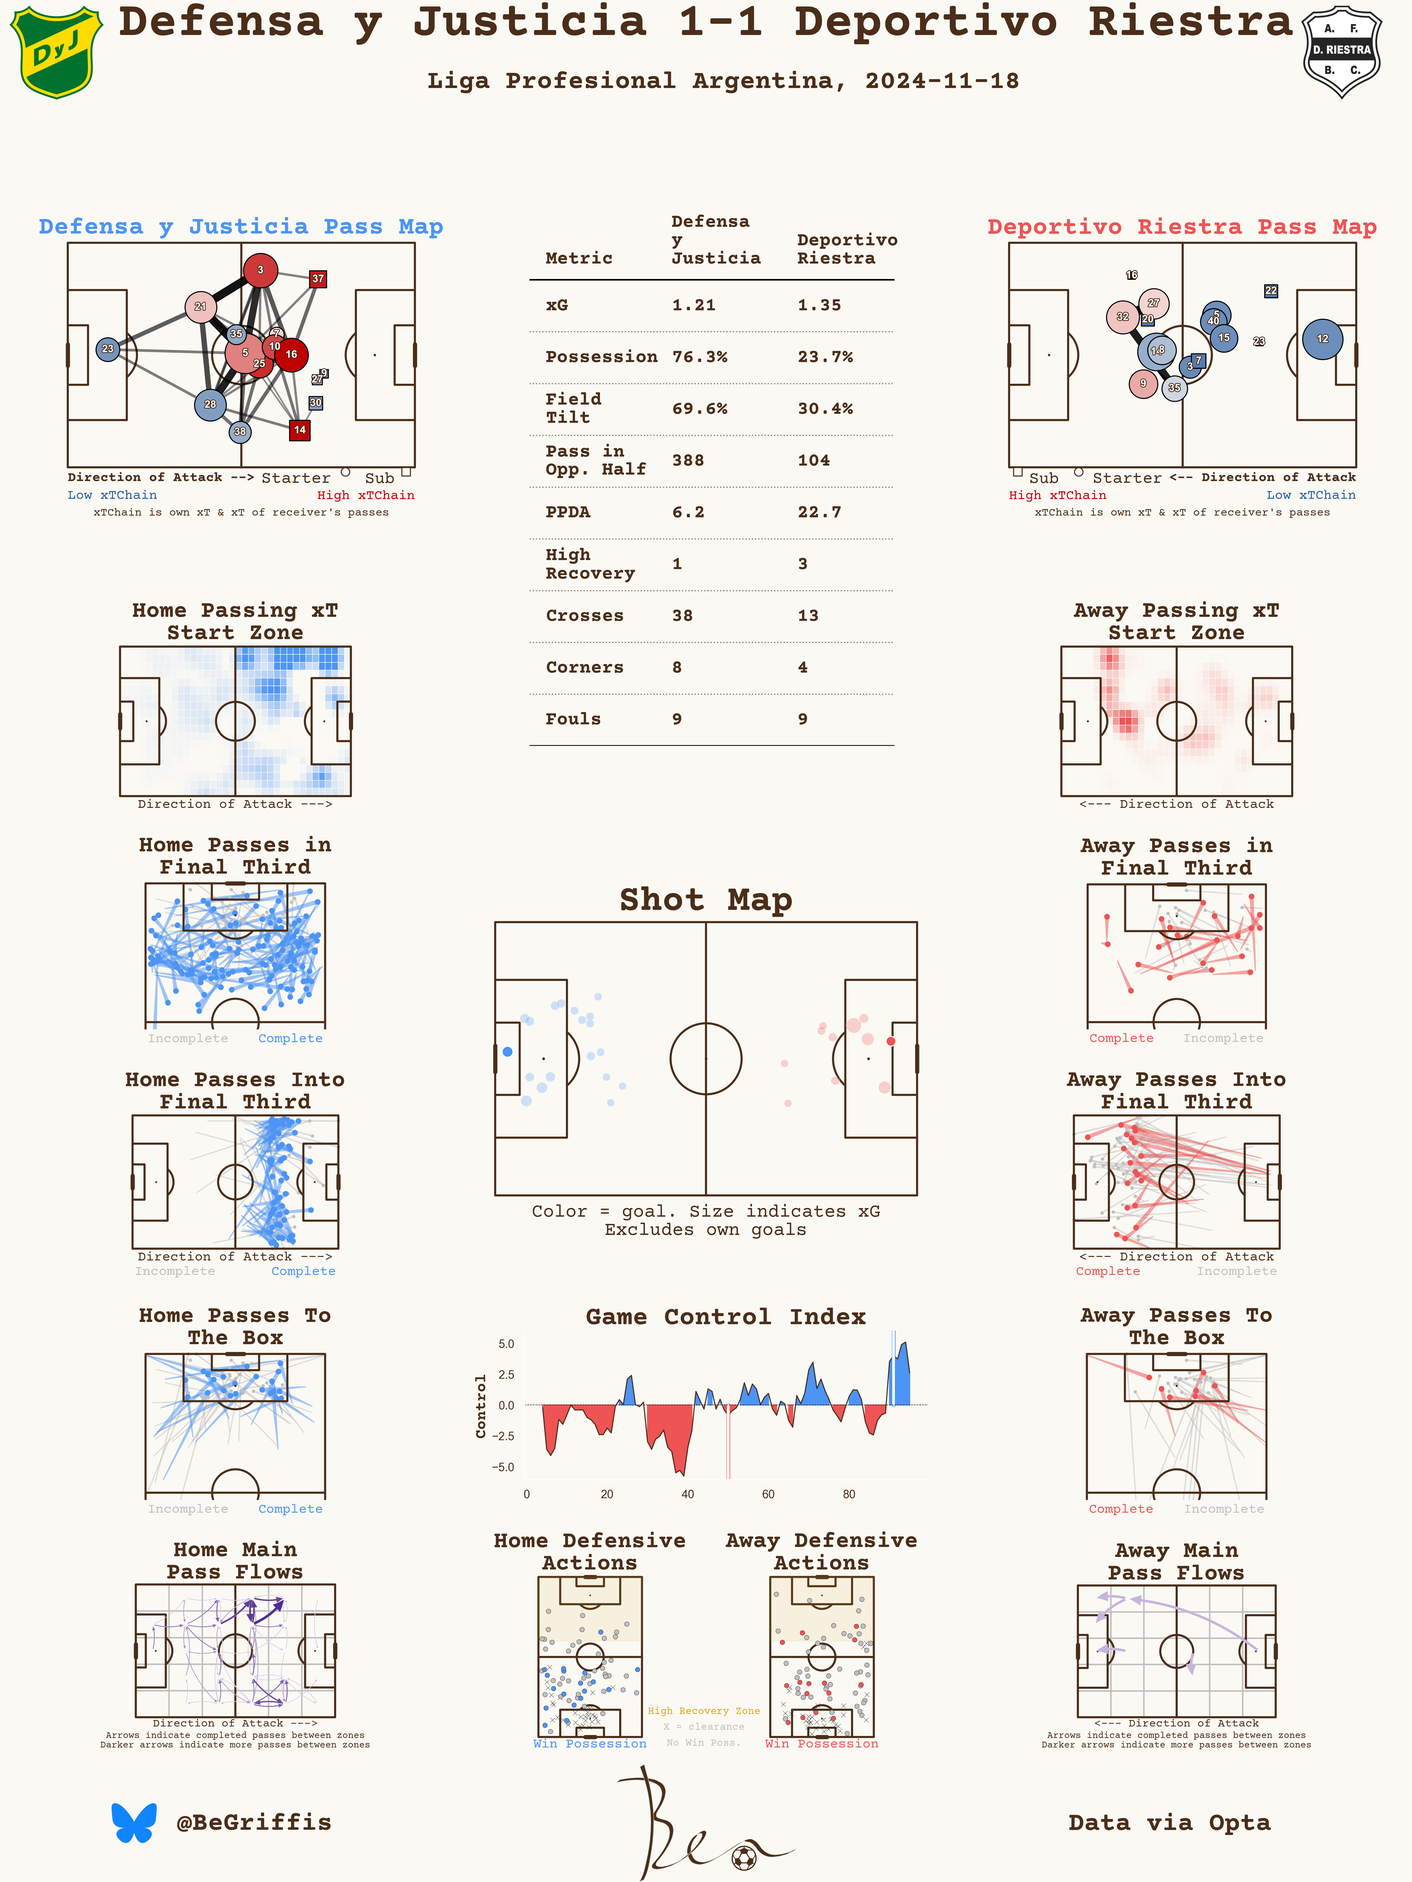 Defensa y Justicia 1-1 Deportivo Riestra
Liga Profesional Argentina, 2024-11-18
DyJ
A. F.
D. RIESTRA
B. C.
Defensa y Justicia Pass Map
3
37
21
35
7
10
23
5
25
16
9
27
28
30
38
14
Direction of Attack --> Starter Sub
Low xTChain High xTChain
xTChain is own xT & xT of receiver's passes
Metric Defensa y Justicia Deportivo Riestra
xG 1.21 1.35
Possession 76.3% 23.7%
Field Tilt 69.6% 30.4%
Pass in Opp. Half 388 104
PPDA 6.2 22.7
High Recovery 1 3
Crosses 38 13
Corners 8 4
Fouls 9 9
Deportivo Riestra Pass Map
16
22
27
32
20
5
40
15
23
12
8
3
7
9
35
Sub Starter <-- Direction of Attack
High xTChain Low xTChain
xTChain is own xT & xT of receiver's passes
Home Passing xT
Start Zone
Direction of Attack --->
Away Passing xT
Start Zone
<--- Direction of Attack
Home Passes in
Final Third
Incomplete Complete
Away Passes in
Final Third
Complete Incomplete
Shot Map
Color = goal. Size indicates xG
Excludes own goals
Home Passes Into
Final Third
Direction of Attack --->
Incomplete Complete
Away Passes Into
Final Third
<--- Direction of Attack
Complete Incomplete
Home Passes To
The Box
Incomplete Complete
Game Control Index
Control
5.0
2.5
0.0
−2.5
−5.0
0 20 40 60 80
Away Passes To
The Box
Complete Incomplete
Home Main
Pass Flows
Direction of Attack --->
Arrows indicate completed passes between zones
Darker arrows indicate more passes between zones
Home Defensive
Actions
Win Possession
High Recovery Zone
X = clearance
No Win Poss.
Away Defensive
Actions
Win Possession
Away Main
Pass Flows
<--- Direction of Attack
Arrows indicate completed passes between zones
Darker arrows indicate more passes between zones
@BeGriffis
Ben
Data via Opta